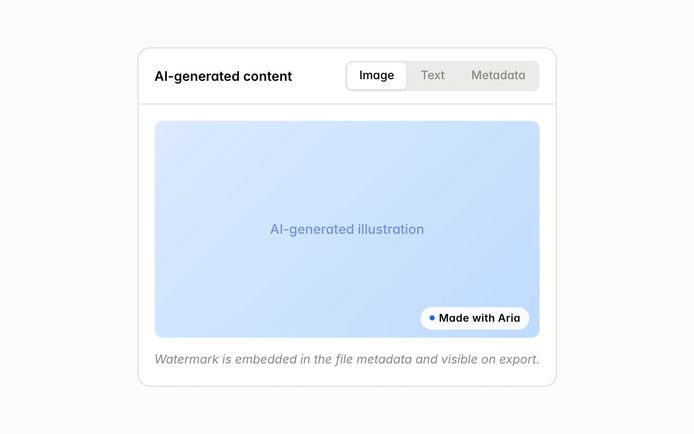 AI-generated content
Image
Text
Metadata
AI-generated illustration
Made with Aria
Watermark is embedded in the file metadata and visible on export.